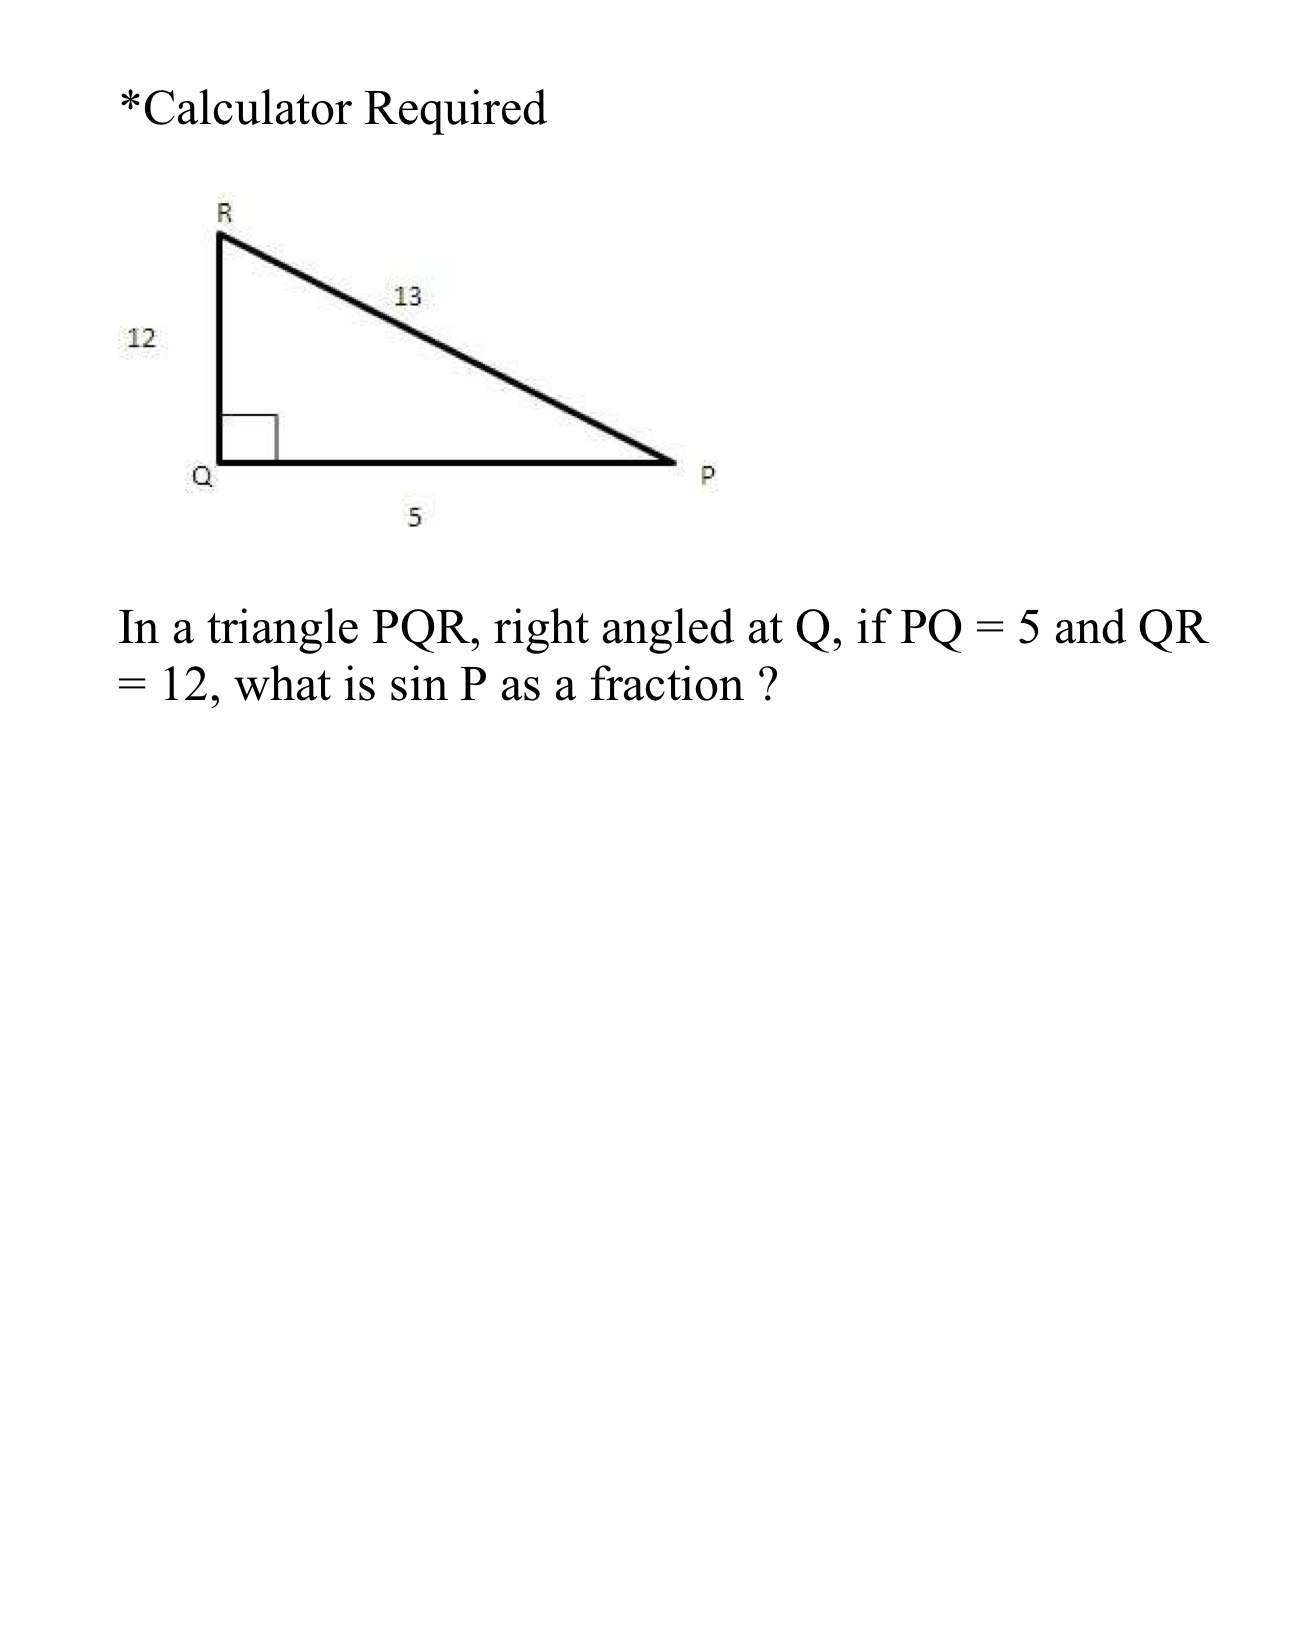 *Calculator Required
R
13
12
Q
P
5
In a triangle PQR, right angled at Q, if PQ = 5 and QR
= 12, what is sin P as a fraction ?